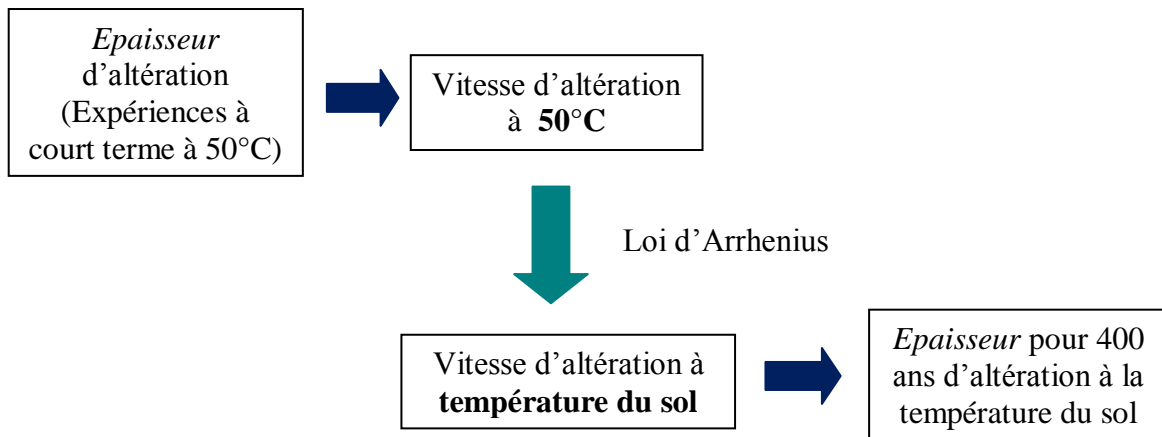 Epaisseur
d’altération
(Expériences à
court terme à 50°C)
Vitesse d’altération
à 50°C
Loi d’Arrhenius
Vitesse d’altération à
température du sol
Epaisseur pour 400
ans d’altération à la
température du sol